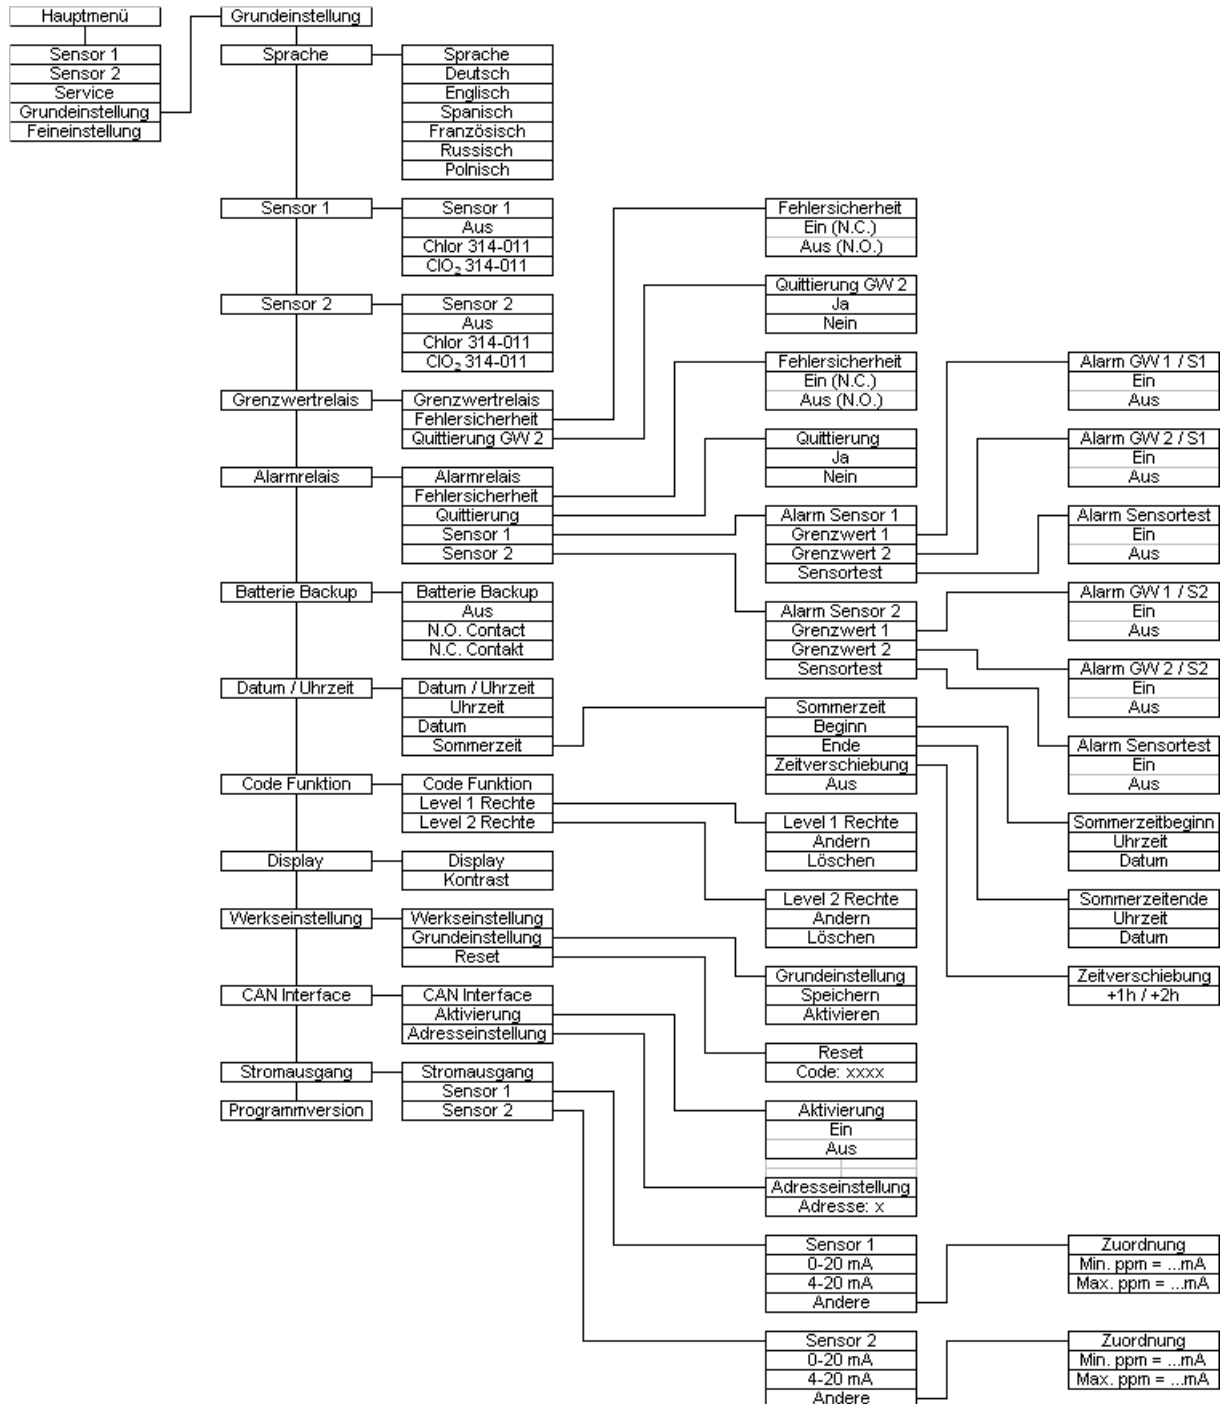 Hauptmenü
Sensor 1
Sensor 2
Service
Grundeinstellung
Feineinstellung
Grundeinstellung
Sprache
Sprache
Deutsch
Englisch
Spanisch
Französisch
Russisch
Polnisch
Sensor 1
Sensor 1
Aus
Chlor 314-011
ClO₂ 314-011
Sensor 2
Sensor 2
Aus
Chlor 314-011
ClO₂ 314-011
Grenzwertrelais
Grenzwertrelais
Fehlersicherheit
Quittierung GW 2
Fehlersicherheit
Ein (N.C.)
Aus (N.O.)
Quittierung GW 2
Ja
Nein
Alarmrelais
Alarmrelais
Fehlersicherheit
Quittierung
Sensor 1
Sensor 2
Fehlersicherheit
Ein (N.C.)
Aus (N.O.)
Quittierung
Ja
Nein
Alarm Sensor 1
Grenzwert 1
Grenzwert 2
Sensortest
Alarm GW 1 / S1
Ein
Aus
Alarm GW 2 / S1
Ein
Aus
Alarm Sensortest
Ein
Aus
Alarm Sensor 2
Grenzwert 1
Grenzwert 2
Sensortest
Alarm GW 1 / S2
Ein
Aus
Alarm GW 2 / S2
Ein
Aus
Alarm Sensortest
Ein
Aus
Batterie Backup
Batterie Backup
Aus
N.O. Contact
N.C. Contakt
Datum / Uhrzeit
Datum / Uhrzeit
Uhrzeit
Datum
Sommerzeit
Sommerzeit
Beginn
Ende
Zeitverschiebung
Aus
Sommerzeitbeginn
Uhrzeit
Datum
Sommerzeitende
Uhrzeit
Datum
Zeitverschiebung
+1h / +2h
Code Funktion
Code Funktion
Level 1 Rechte
Level 2 Rechte
Level 1 Rechte
Andern
Löschen
Level 2 Rechte
Andern
Löschen
Display
Display
Kontrast
Werkseinstellung
Werkseinstellung
Grundeinstellung
Reset
Grundeinstellung
Speichern
Aktivieren
Reset
Code: xxxx
CAN Interface
CAN Interface
Aktivierung
Adresseinstellung
Aktivierung
Ein
Aus
Adresseinstellung
Adresse: x
Stromausgang
Stromausgang
Sensor 1
Sensor 2
Sensor 1
0-20 mA
4-20 mA
Andere
Zuordnung
Min. ppm = ...mA
Max. ppm = ...mA
Sensor 2
0-20 mA
4-20 mA
Andere
Zuordnung
Min. ppm = ...mA
Max. ppm = ...mA
Programmversion